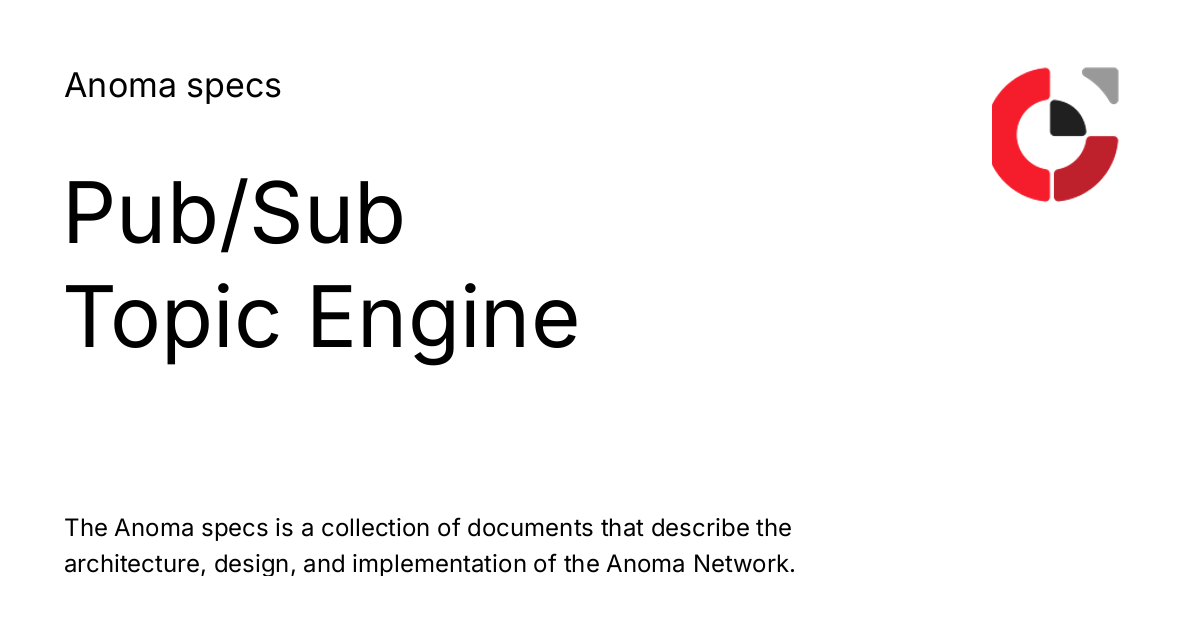 Anoma specs
Pub/Sub
Topic Engine
The Anoma specs is a collection of documents that describe the
architecture, design, and implementation of the Anoma Network.